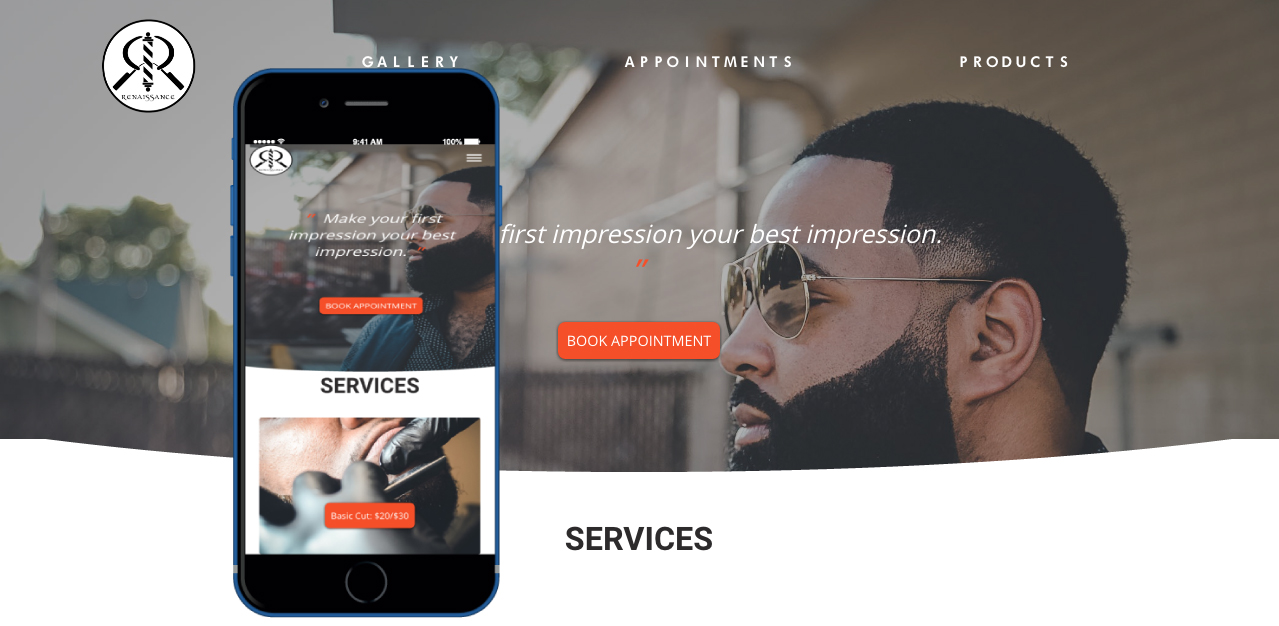 RENAISSANCE
GALLERY
APPOINTMENTS
PRODUCTS
9:41 AM
100%
" Make your first
impression your best
impression. "
BOOK APPOINTMENT
SERVICES
Basic Cut: $20/$30
first impression your best impression.
"
BOOK APPOINTMENT
SERVICES